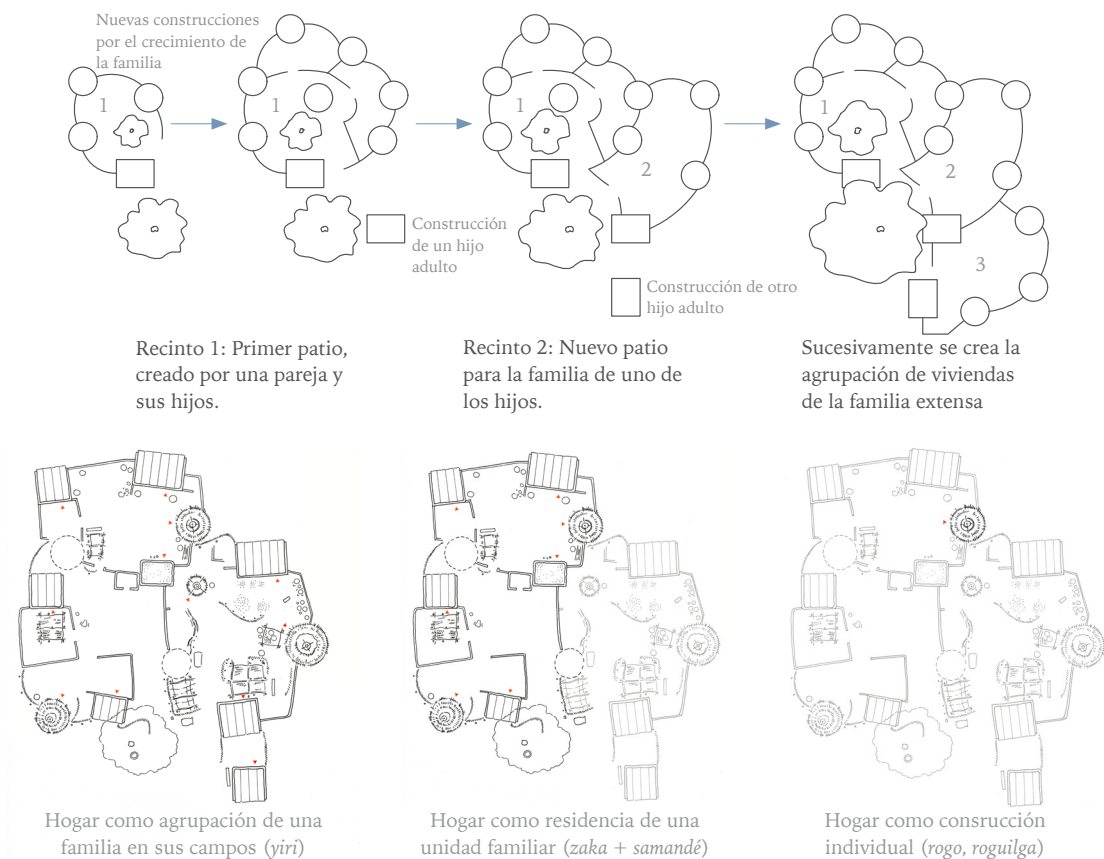 Nuevas construcciones
por el crecimiento de
la familia
1
1
1
2
1
2
3
Construcción
de un hijo
adulto
Construcción de otro
hijo adulto
Recinto 1: Primer patio,
creado por una pareja y
sus hijos.
Recinto 2: Nuevo patio
para la familia de uno de
los hijos.
Sucesivamente se crea la
agrupación de viviendas
de la familia extensa
Hogar como agrupación de una
familia en sus campos (yiri)
Hogar como residencia de una
unidad familiar (zaka + samandé)
Hogar como consrucción
individual (rogo, roguilga)